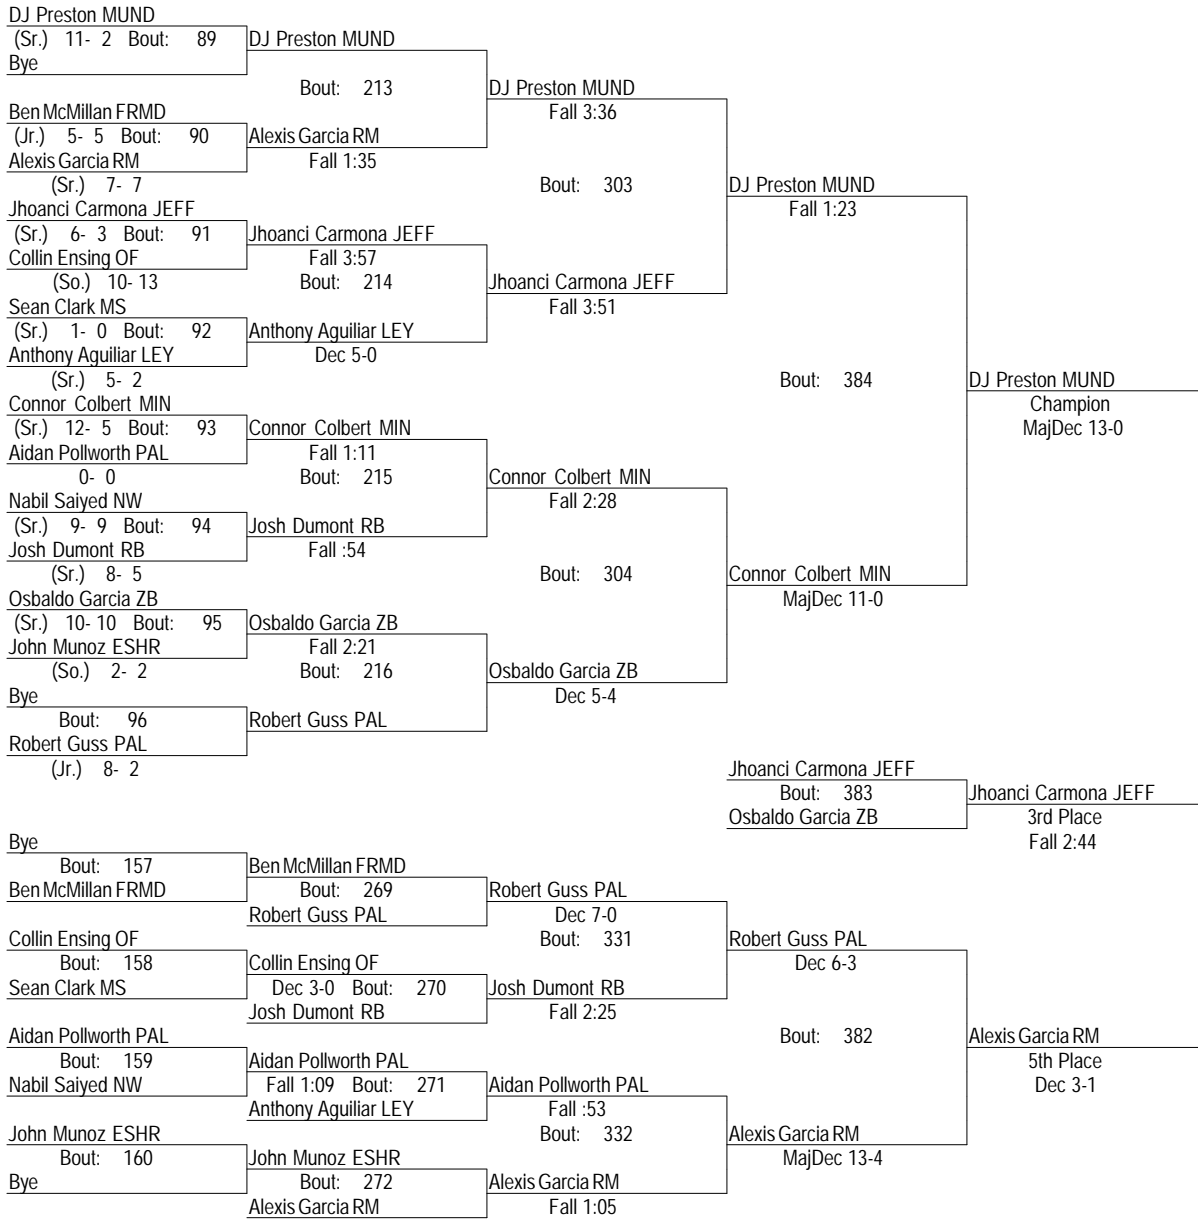 DJ Preston MUND
(Sr.) 11- 2 Bout: 89 DJ Preston MUND
Bye
Bout: 213 DJ Preston MUND
Ben McMillan FRMD Fall 3:36
(Jr.) 5- 5 Bout: 90 Alexis Garcia RM
Alexis Garcia RM Fall 1:35
(Sr.) 7- 7 Bout: 303 DJ Preston MUND
Jhoanci Carmona JEFF Fall 1:23
(Sr.) 6- 3 Bout: 91 Jhoanci Carmona JEFF
Collin Ensing OF Fall 3:57
(So.) 10- 13 Bout: 214 Jhoanci Carmona JEFF
Sean Clark MS Fall 3:51
(Sr.) 1- 0 Bout: 92 Anthony Aguiliar LEY
Anthony Aguiliar LEY Dec 5-0
(Sr.) 5- 2 Bout: 384 DJ Preston MUND
Connor Colbert MIN Champion
(Sr.) 12- 5 Bout: 93 Connor Colbert MIN MajDec 13-0
Aidan Pollworth PAL Fall 1:11
0- 0 Bout: 215 Connor Colbert MIN
Nabil Saiyed NW Fall 2:28
(Sr.) 9- 9 Bout: 94 Josh Dumont RB
Josh Dumont RB Fall :54
(Sr.) 8- 5 Bout: 304 Connor Colbert MIN
Osbaldo Garcia ZB MajDec 11-0
(Sr.) 10- 10 Bout: 95 Osbaldo Garcia ZB
John Munoz ESHR Fall 2:21
(So.) 2- 2 Bout: 216 Osbaldo Garcia ZB
Bye Dec 5-4
Bout: 96 Robert Guss PAL
Robert Guss PAL
(Jr.) 8- 2 Jhoanci Carmona JEFF
Bout: 383 Jhoanci Carmona JEFF
Osbaldo Garcia ZB 3rd Place
Bye Fall 2:44
Bout: 157 Ben McMillan FRMD
Ben McMillan FRMD Bout: 269 Robert Guss PAL
Robert Guss PAL Dec 7-0
Collin Ensing OF Bout: 331 Robert Guss PAL
Bout: 158 Collin Ensing OF Dec 6-3
Sean Clark MS Dec 3-0 Bout: 270 Josh Dumont RB
Josh Dumont RB Fall 2:25
Aidan Pollworth PAL Bout: 382 Alexis Garcia RM
Bout: 159 Aidan Pollworth PAL 5th Place
Nabil Saiyed NW Fall 1:09 Bout: 271 Aidan Pollworth PAL Dec 3-1
Anthony Aguiliar LEY Fall :53
John Munoz ESHR Bout: 332 Alexis Garcia RM
Bout: 160 John Munoz ESHR MajDec 13-4
Bye Bout: 272 Alexis Garcia RM
Alexis Garcia RM Fall 1:05